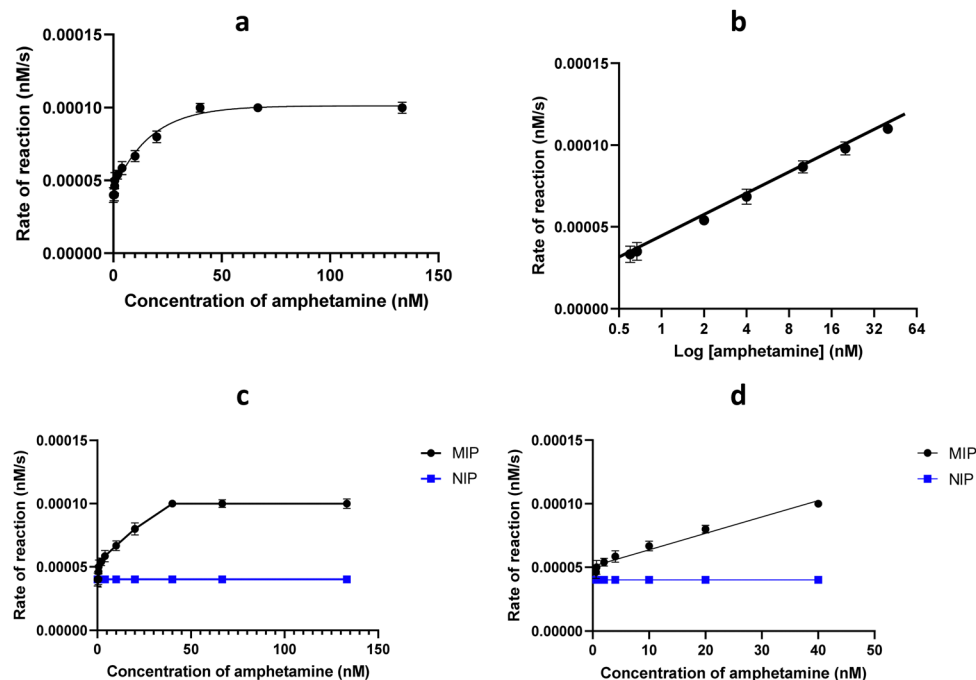 a
0.00015
0.00010
0.00005
0.00000
0 50 100 150
Rate of reaction (nM/s)
Concentration of amphetamine (nM)
b
0.00015
0.00010
0.00005
0.00000
0.5 1 2 4 8 16 32 64
Rate of reaction (nM/s)
Log [amphetamine] (nM)
c
0.00015
0.00010
0.00005
0.00000
0 50 100 150
Rate of reaction (nM/s)
Concentration of amphetamine (nM)
MIP
NIP
d
0.00015
0.00010
0.00005
0.00000
0 10 20 30 40 50
Rate of reaction (nM/s)
Concentration of amphetamine (nM)
MIP
NIP